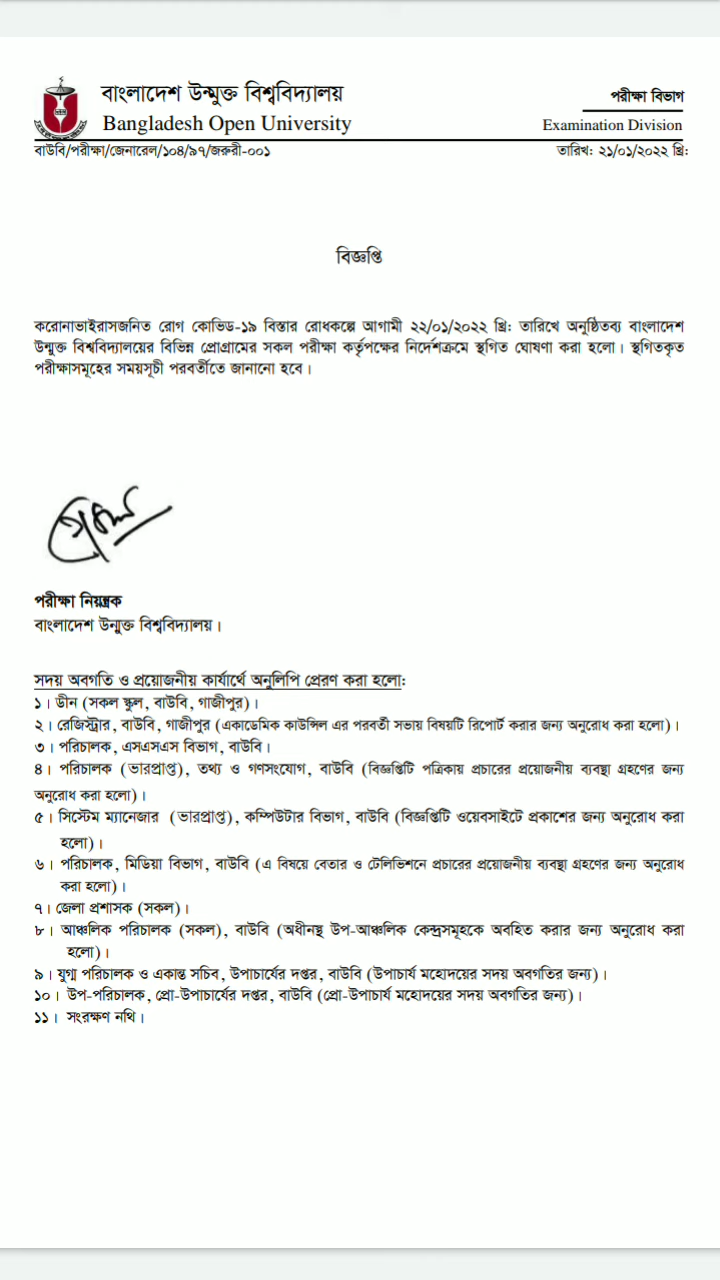 বাংলাদেশ উন্মুক্ত বিশ্ববিদ্যালয়
Bangladesh Open University
পরীক্ষা বিভাগ
Examination Division
বাউবি/পরীক্ষা/জেনারেল/১০৪/৯৭/জরুরী-০০১
তারিখ: ২১/০১/২০২২ খ্রি:
বিজ্ঞপ্তি
করোনাভাইরাসজনিত রোগ কোভিড-১৯ বিস্তার রোধকল্পে আগামী ২২/০১/২০২২ খ্রি: তারিখে অনুষ্ঠিতব্য বাংলাদেশ
উন্মুক্ত বিশ্ববিদ্যালয়ের বিভিন্ন প্রোগ্রামের সকল পরীক্ষা কর্তৃপক্ষের নির্দেশক্রমে স্থগিত ঘোষণা করা হলো। স্থগিতকৃত
পরীক্ষাসমূহের সময়সূচী পরবর্তীতে জানানো হবে।
পরীক্ষা নিয়ন্ত্রক
বাংলাদেশ উন্মুক্ত বিশ্ববিদ্যালয়।
সদয় অবগতি ও প্রয়োজনীয় কার্যার্থে অনুলিপি প্রেরণ করা হলো:
১। ডীন (সকল স্কুল, বাউবি, গাজীপুর)।
২। রেজিস্ট্রার, বাউবি, গাজীপুর (একাডেমিক কাউন্সিল এর পরবর্তী সভায় বিষয়টি রিপোর্ট করার জন্য অনুরোধ করা হলো)।
৩। পরিচালক, এসএসএস বিভাগ, বাউবি।
৪। পরিচালক (ভারপ্রাপ্ত), তথ্য ও গণসংযোগ, বাউবি (বিজ্ঞপ্তিটি পত্রিকায় প্রচারের প্রয়োজনীয় ব্যবস্থা গ্রহণের জন্য
অনুরোধ করা হলো)।
৫। সিস্টেম ম্যানেজার (ভারপ্রাপ্ত), কম্পিউটার বিভাগ, বাউবি (বিজ্ঞপ্তিটি ওয়েবসাইটে প্রকাশের জন্য অনুরোধ করা
হলো)।
৬। পরিচালক, মিডিয়া বিভাগ, বাউবি (এ বিষয়ে বেতার ও টেলিভিশনে প্রচারের প্রয়োজনীয় ব্যবস্থা গ্রহণের জন্য অনুরোধ
করা হলো)।
৭। জেলা প্রশাসক (সকল)।
৮। আঞ্চলিক পরিচালক (সকল), বাউবি (অধীনস্থ উপ-আঞ্চলিক কেন্দ্রসমূহকে অবহিত করার জন্য অনুরোধ করা
হলো)।
৯। যুগ্ম পরিচালক ও একান্ত সচিব, উপাচার্যের দপ্তর, বাউবি (উপাচার্য মহোদয়ের সদয় অবগতির জন্য)।
১০। উপ-পরিচালক, প্রো-উপাচার্যের দপ্তর, বাউবি (প্রো-উপাচার্য মহোদয়ের সদয় অবগতির জন্য)।
১১। সংরক্ষণ নথি।